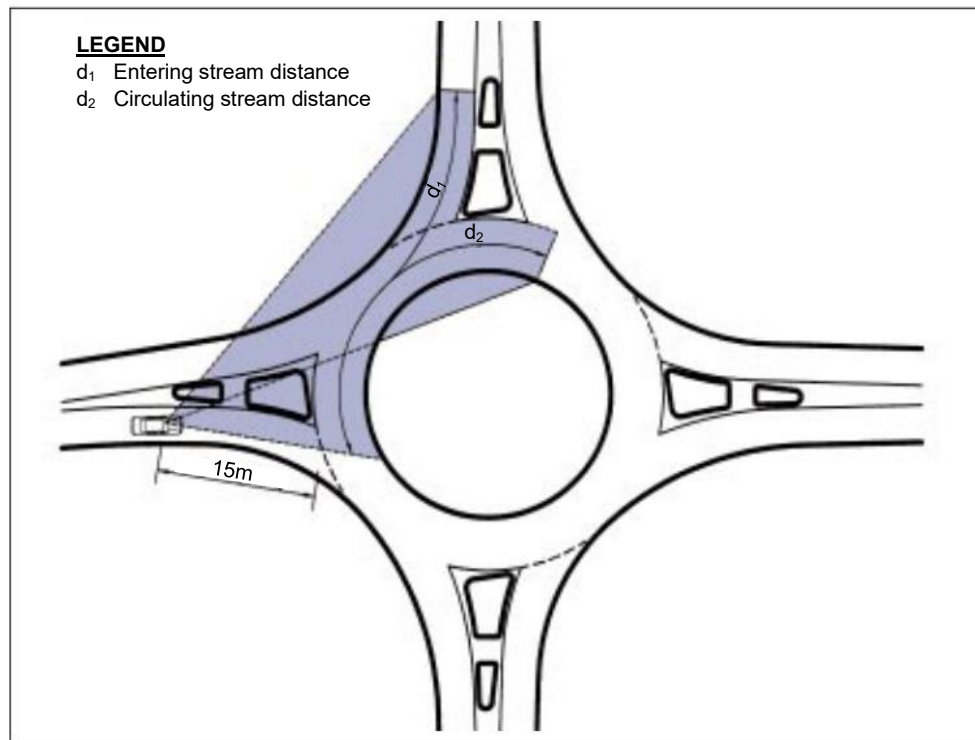 LEGEND
d₁ Entering stream distance
d₂ Circulating stream distance
d₁
d₂
15m